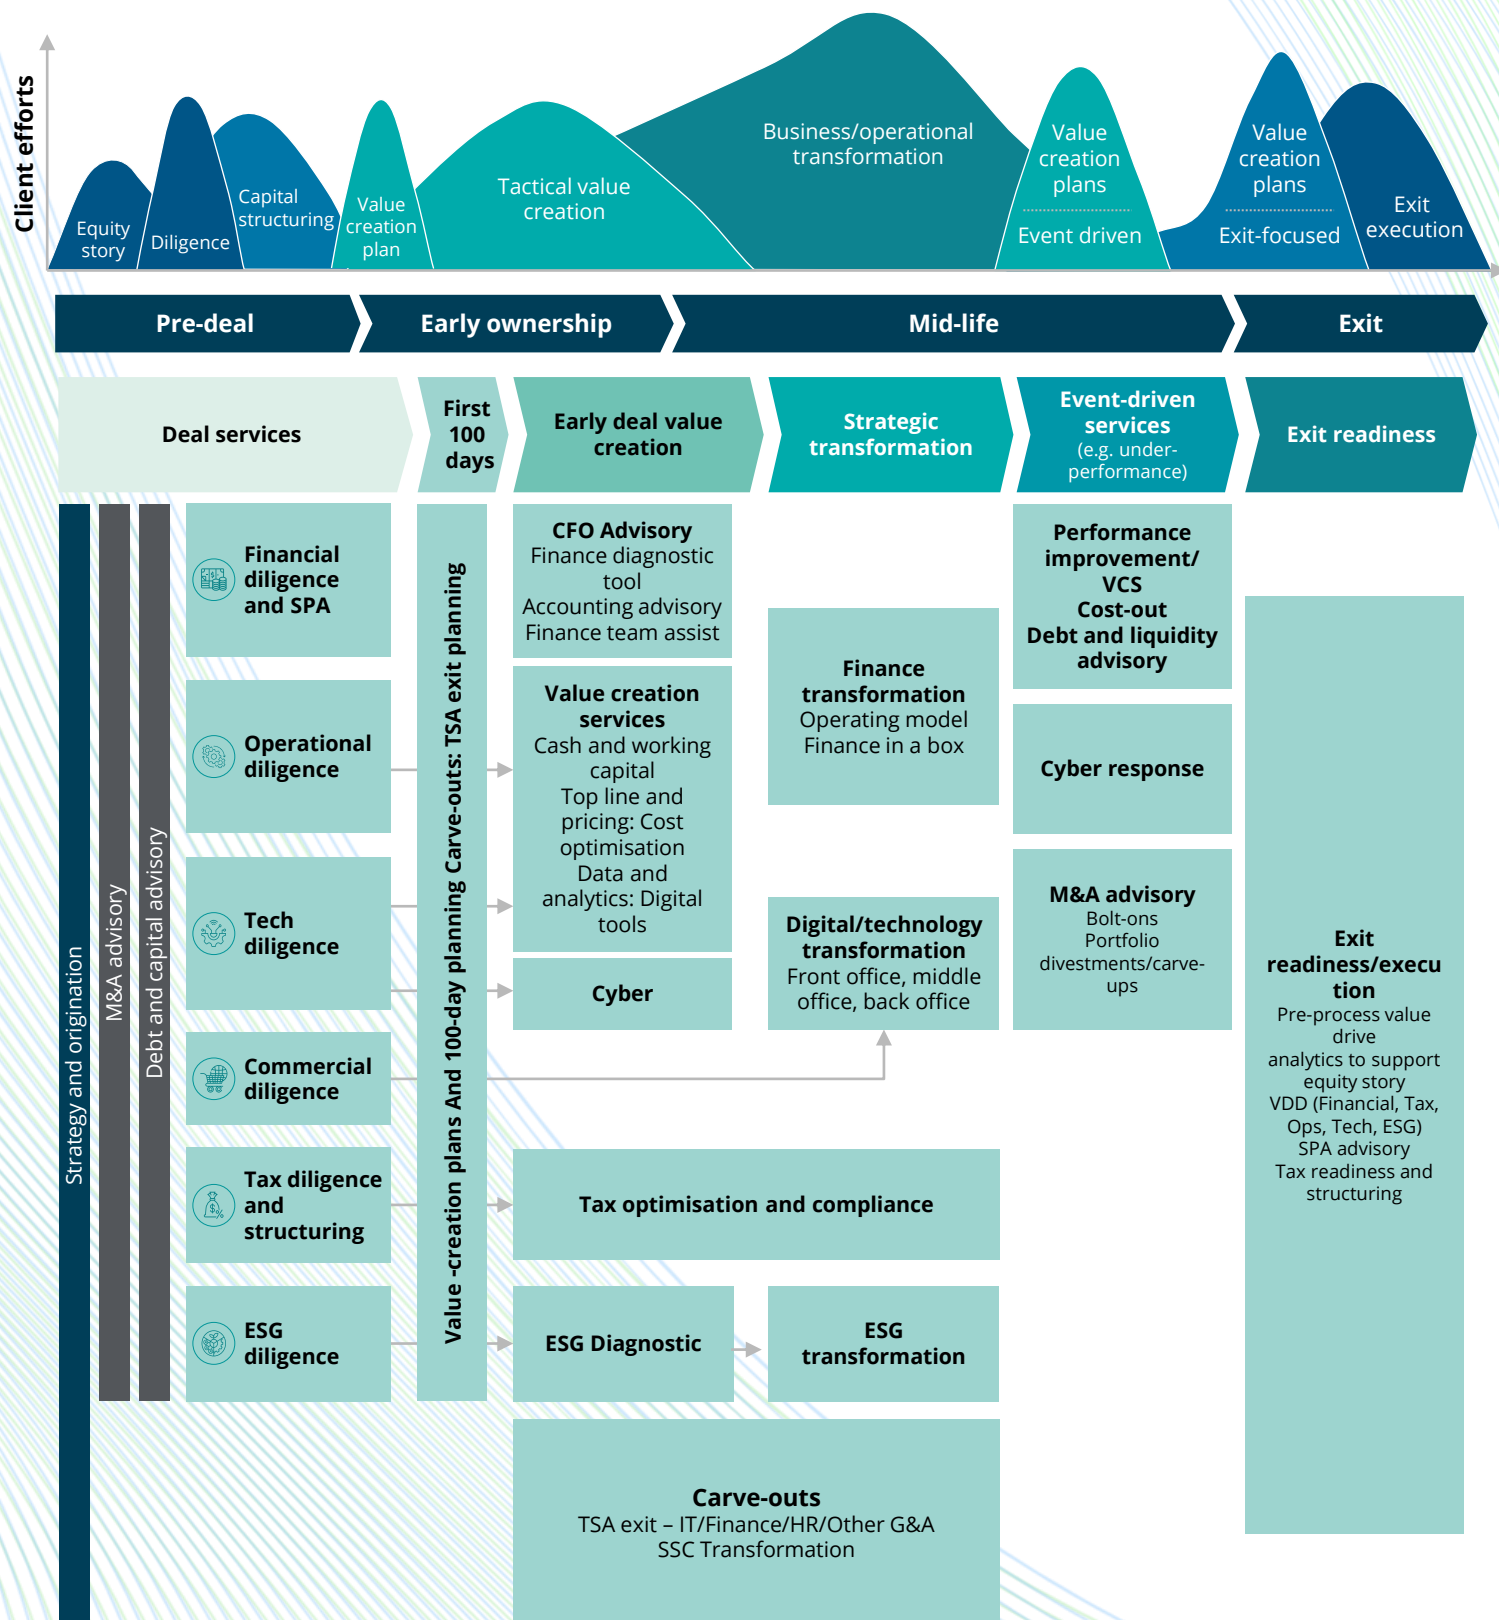 Client efforts
Equity
story
Diligence
Capital
structuring
Value
creation
plan
Tactical value
creation
Business/operational
transformation
Value
creation
plans
Event driven
Value
creation
plans
Exit-focused
Exit
execution
Pre-deal
Early ownership
Mid-life
Exit
Deal services
First
100
days
Early deal value
creation
Strategic
transformation
Event-driven
services
(e.g. under-
performance)
Exit readiness
Strategy and origination
M&A advisory
Debt and capital advisory
Financial
diligence
and SPA
Operational
diligence
Tech
diligence
Commercial
diligence
Tax diligence
and
structuring
ESG
diligence
Value -creation plans And 100-day planning Carve-outs: TSA exit planning
CFO Advisory
Finance diagnostic
tool
Accounting advisory
Finance team assist
Value creation
services
Cash and working
capital
Top line and
pricing: Cost
optimisation
Data and
analytics: Digital
tools
Cyber
Finance
transformation
Operating model
Finance in a box
Digital/technology
transformation
Front office, middle
office, back office
Tax optimisation and compliance
ESG Diagnostic
ESG
transformation
Carve-outs
TSA exit – IT/Finance/HR/Other G&A
SSC Transformation
Performance
improvement/
VCS
Cost-out
Debt and liquidity
advisory
Cyber response
M&A advisory
Bolt-ons
Portfolio
divestments/carve-
ups
Exit
readiness/execu
tion
Pre-process value
drive
analytics to support
equity story
VDD (Financial, Tax,
Ops, Tech, ESG)
SPA advisory
Tax readiness and
structuring